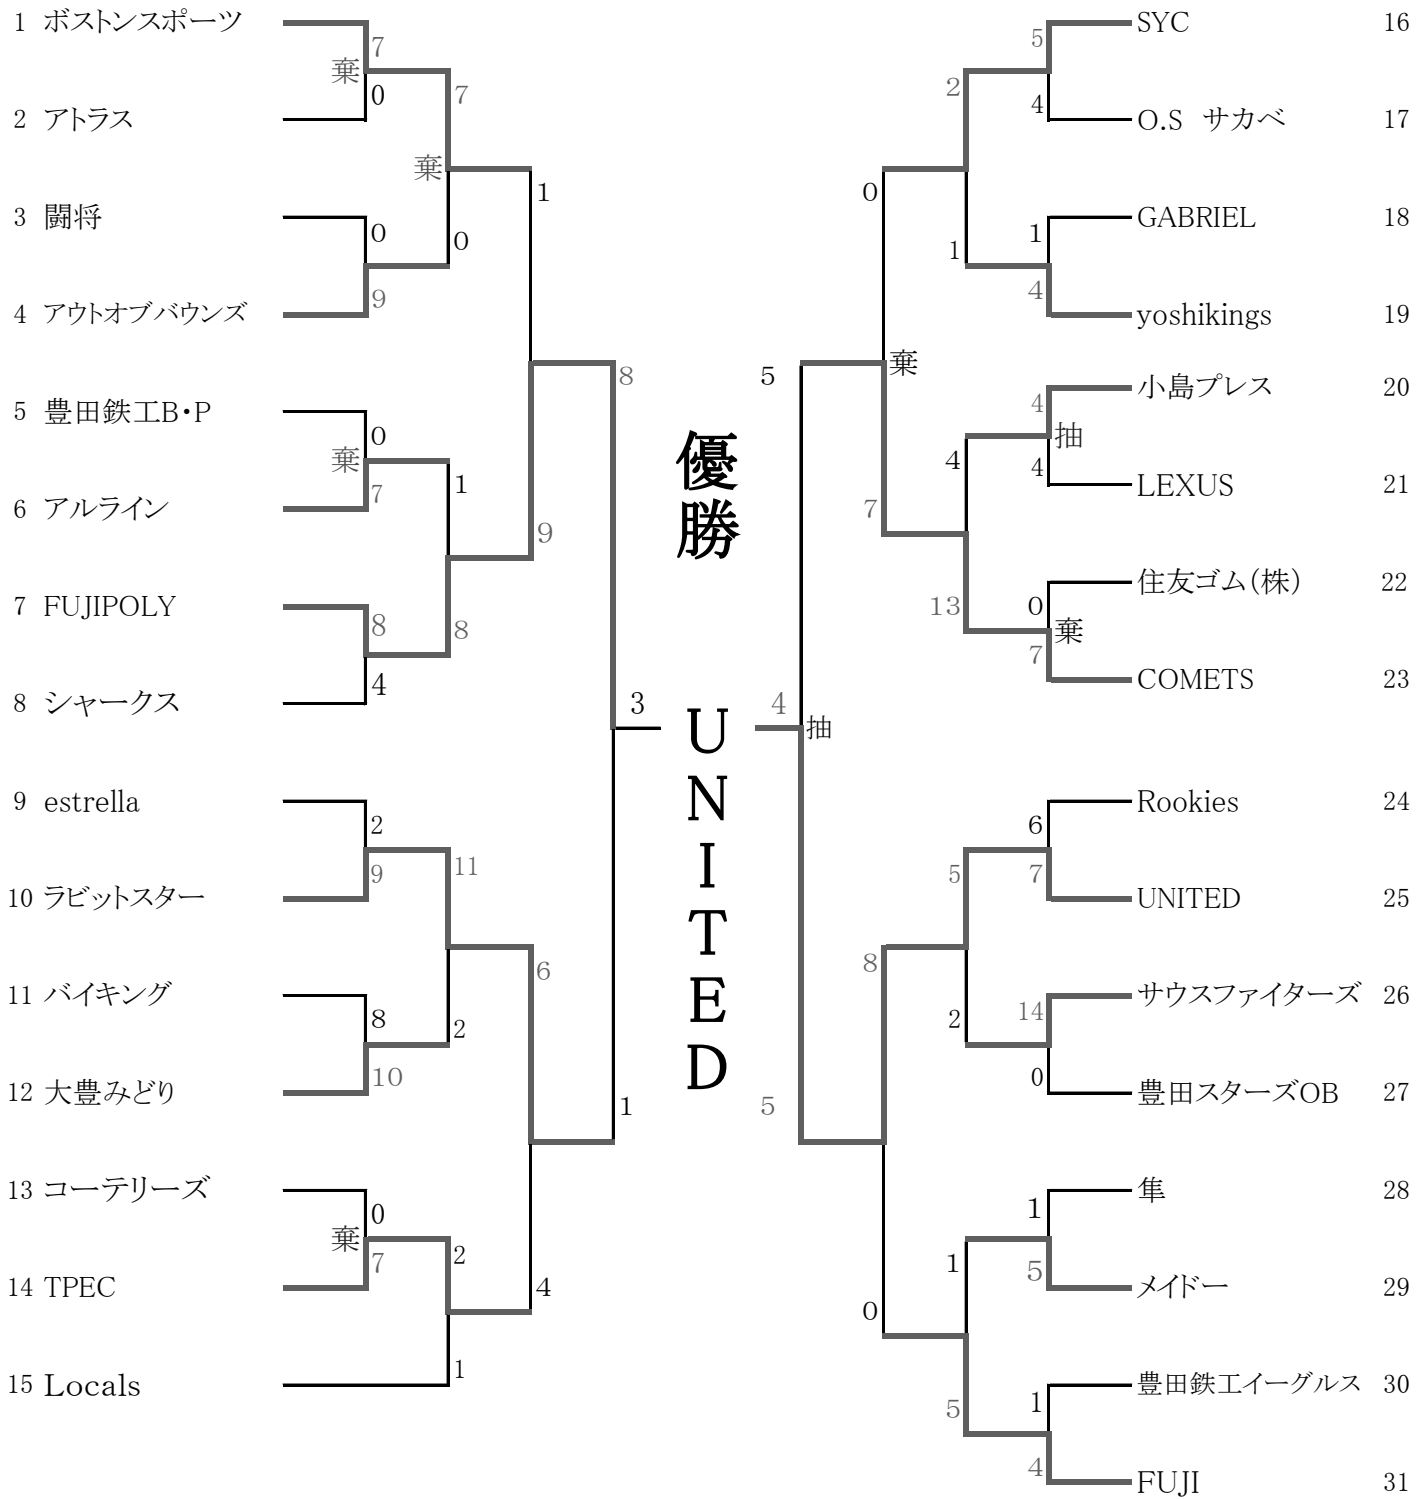 1 ボストンスポーツ
7
棄
0
2 アトラス
7
棄
0
3 闘将
0
9
4 アウトオブバウンズ
1
5 豊田鉄工B・P
0
棄
7
6 アルライン
1
8
7 FUJIPOLY
8
4
8 シャークス
9
8
9 estrella
2
9
10 ラビットスター
11
2
11 バイキング
8
10
12 大豊みどり
6
13 コーテリーズ
0
棄
7
14 TPEC
2
1
15 Locals
4
1
3
優勝
UNITED
4
抽
5
5
SYC 16
5
4
O.S サカベ 17
2
1
GABRIEL 18
1
4
yoshikings 19
0
棄
7
小島プレス 20
4
抽
4
LEXUS 21
4
13
住友ゴム(株) 22
0
棄
7
COMETS 23
Rookies 24
6
7
UNITED 25
5
2
サウスファイターズ 26
14
0
豊田スターズOB 27
8
0
隼 28
1
5
メイドー 29
1
5
豊田鉄工イーグルス 30
1
4
FUJI 31